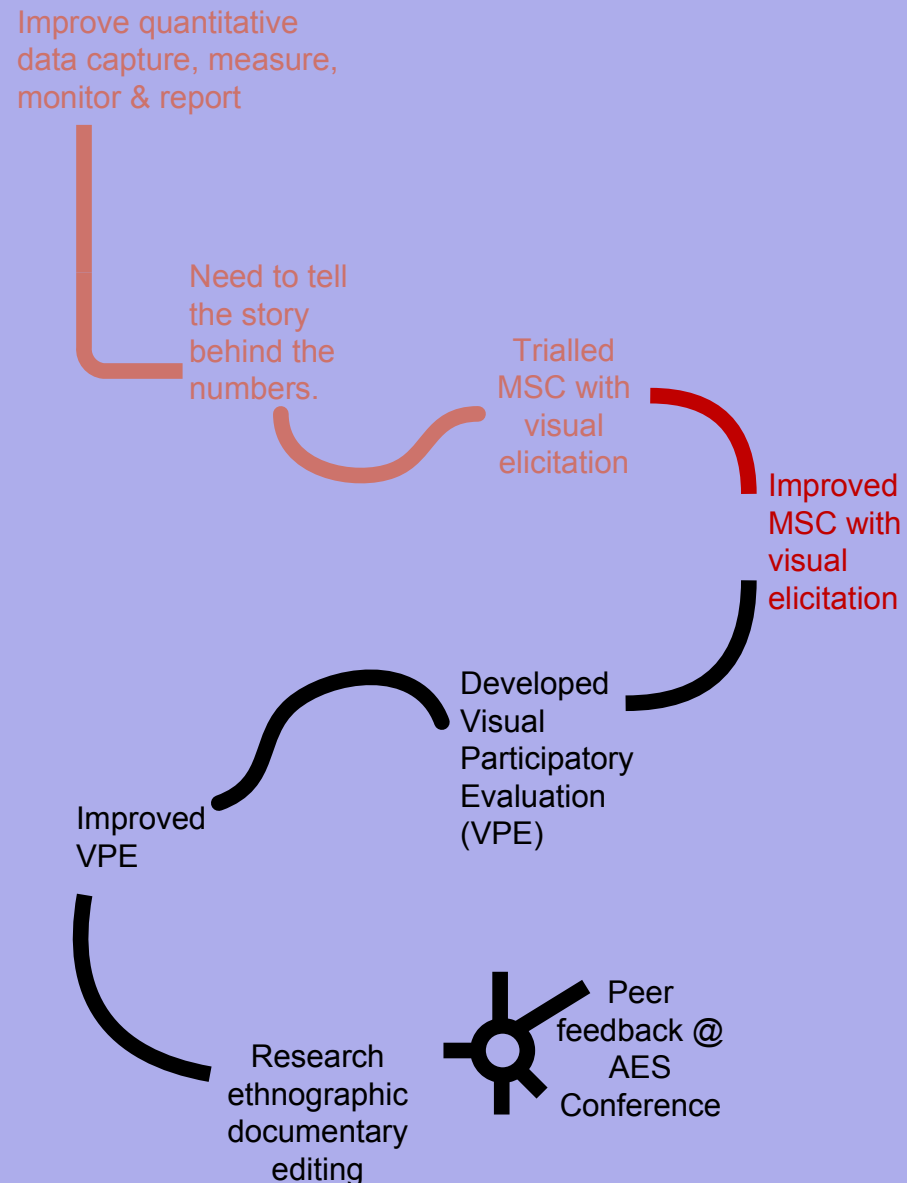 Improve quantitative
data capture, measure,
monitor & report
Need to tell
the story
behind the
numbers.
Trialled
MSC with
visual
elicitation
Improved
MSC with
visual
elicitation
Developed
Visual
Participatory
Evaluation
(VPE)
Improved
VPE
Research
ethnographic
documentary
editing
Peer
feedback @
AES
Conference